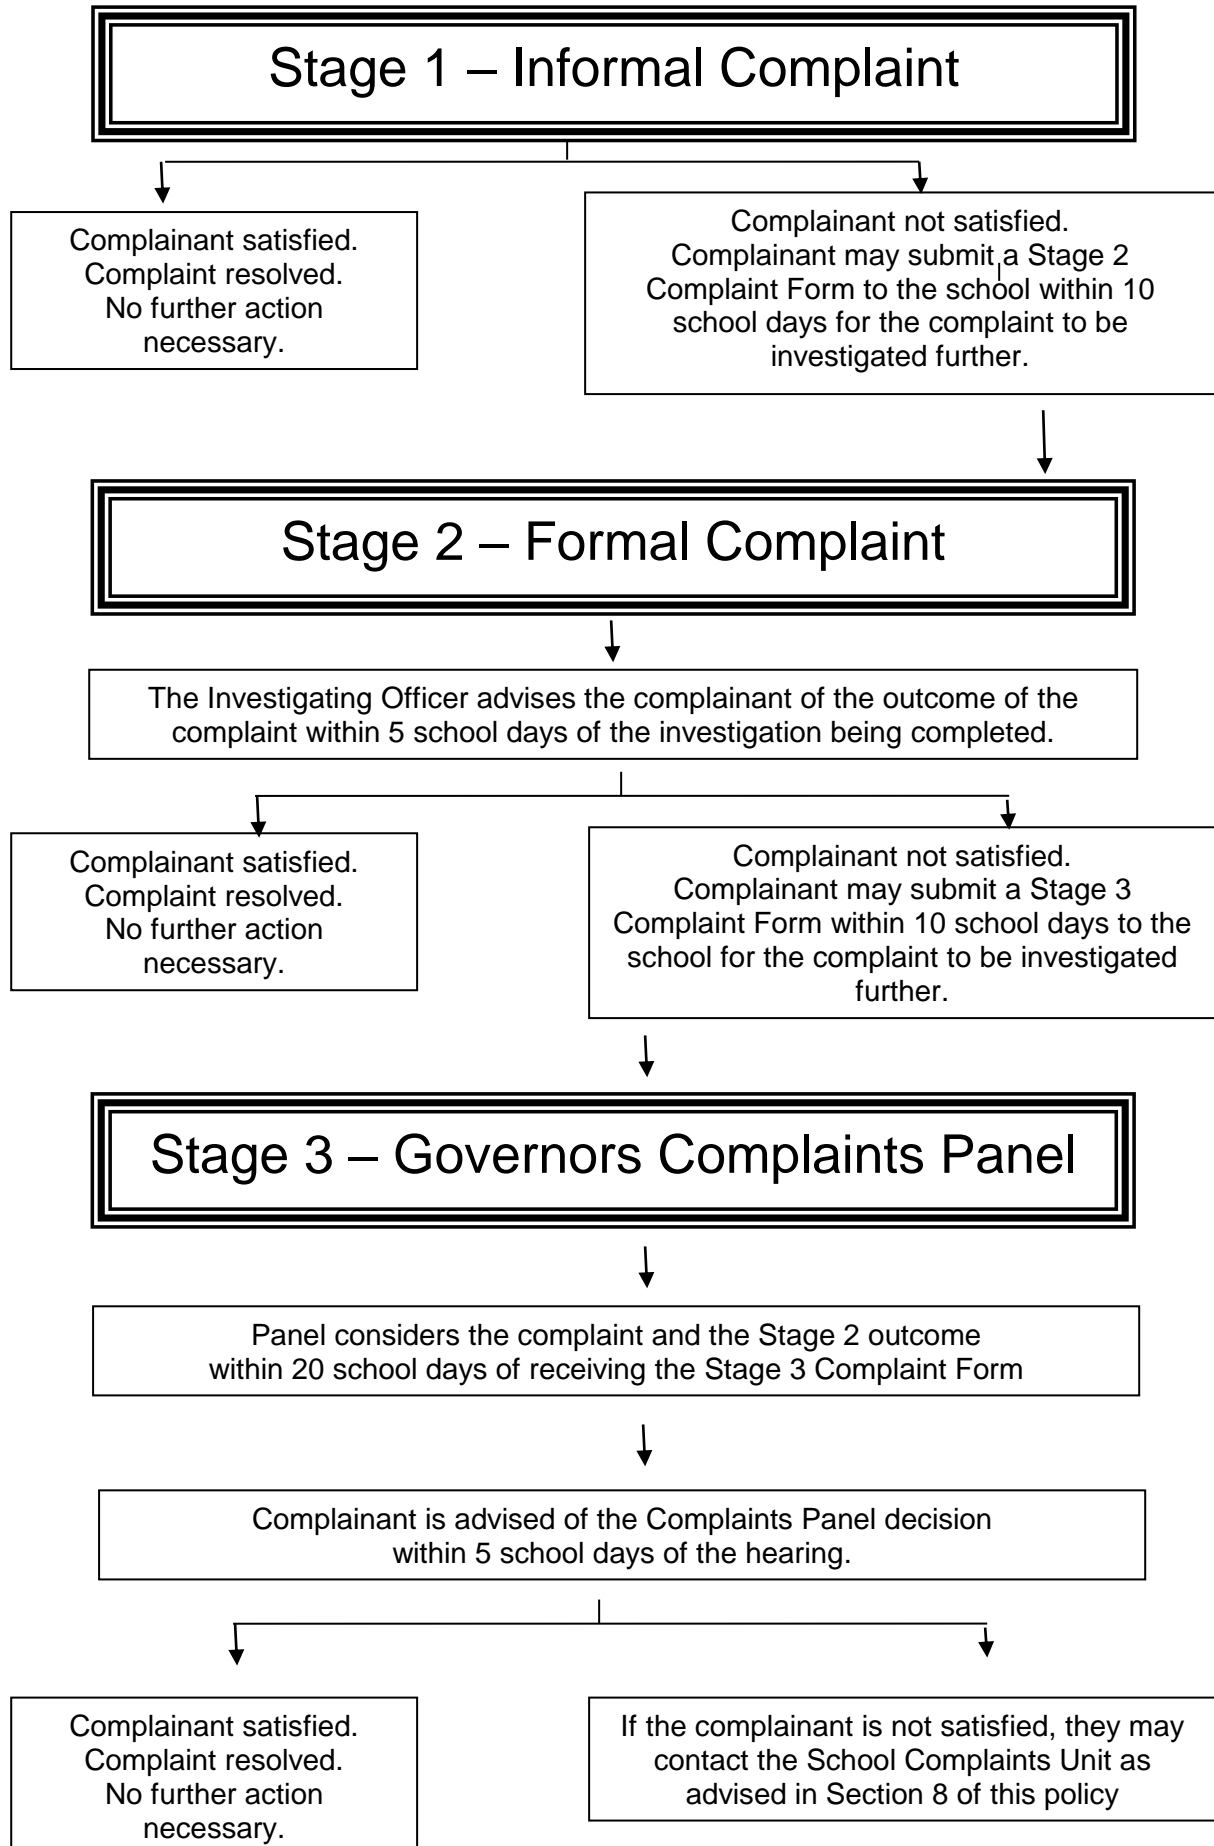 Stage 1 – Informal Complaint
Complainant satisfied.
Complaint resolved.
No further action
necessary.
Complainant not satisfied.
Complainant may submit a Stage 2
Complaint Form to the school within 10
school days for the complaint to be
investigated further.
Stage 2 – Formal Complaint
The Investigating Officer advises the complainant of the outcome of the
complaint within 5 school days of the investigation being completed.
Complainant satisfied.
Complaint resolved.
No further action
necessary.
Complainant not satisfied.
Complainant may submit a Stage 3
Complaint Form within 10 school days to the
school for the complaint to be investigated
further.
Stage 3 – Governors Complaints Panel
Panel considers the complaint and the Stage 2 outcome
within 20 school days of receiving the Stage 3 Complaint Form
Complainant is advised of the Complaints Panel decision
within 5 school days of the hearing.
Complainant satisfied.
Complaint resolved.
No further action
necessary.
If the complainant is not satisfied, they may
contact the School Complaints Unit as
advised in Section 8 of this policy